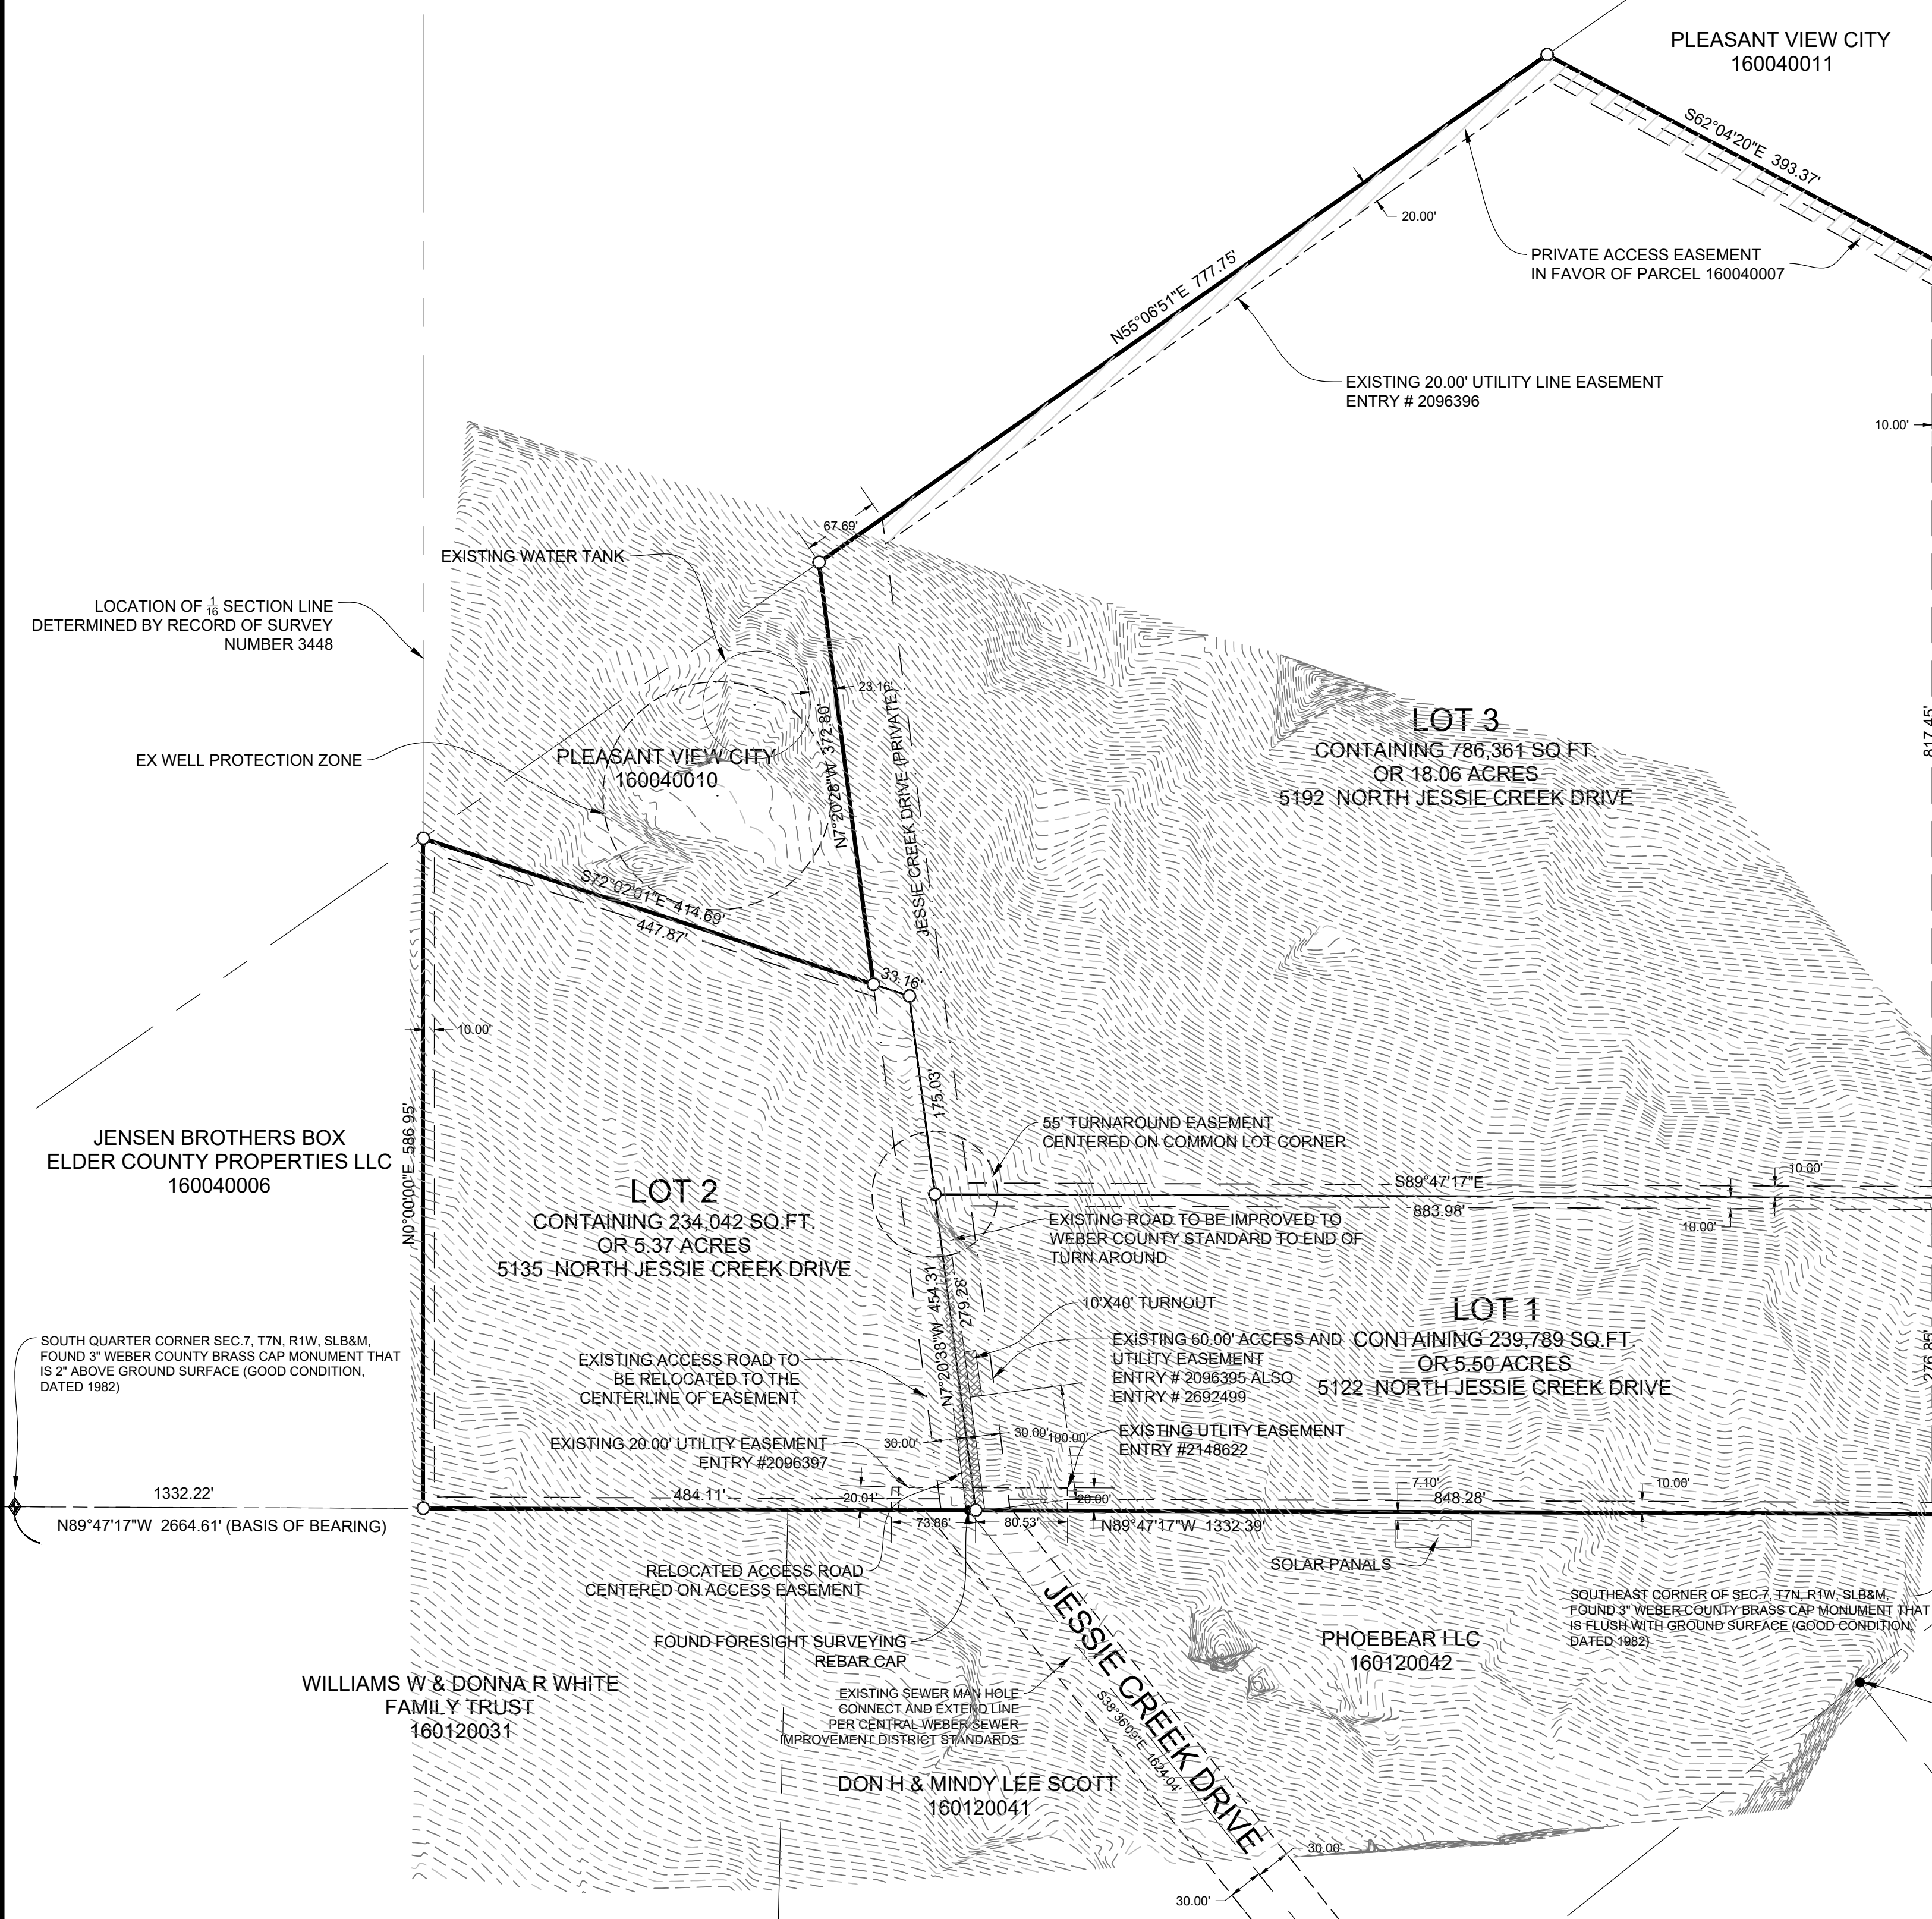 PLEASANT VIEW CITY
160040011
S62°04'20"E 393.37'
20.00'
PRIVATE ACCESS EASEMENT
IN FAVOR OF PARCEL 160040007
N55°06'51"E 777.75'
EXISTING 20.00' UTILITY LINE EASEMENT
ENTRY # 2096396
10.00'
67.69'
EXISTING WATER TANK
LOCATION OF 1/16 SECTION LINE
DETERMINED BY RECORD OF SURVEY
NUMBER 3448
23.16'
N7°20'28"W 372.80'
JESSIE CREEK DRIVE (PRIVATE)
LOT 3
CONTAINING 786,361 SQ.FT.
OR 18.06 ACRES
5192 NORTH JESSIE CREEK DRIVE
817.45'
EX WELL PROTECTION ZONE
PLEASANT VIEW CITY
160040010
S72°02'01"E 414.69'
447.87'
33.16'
10.00'
175.03'
JENSEN BROTHERS BOX
ELDER COUNTY PROPERTIES LLC
160040006
N0°00'00"E 586.95'
55' TURNAROUND EASEMENT
CENTERED ON COMMON LOT CORNER
LOT 2
CONTAINING 234,042 SQ.FT.
OR 5.37 ACRES
5135 NORTH JESSIE CREEK DRIVE
S89°47'17"E
883.98'
10.00'
10.00'
EXISTING ROAD TO BE IMPROVED TO
WEBER COUNTY STANDARD TO END OF
TURN AROUND
N7°20'38"W 454.31'
279.28'
10'X40' TURNOUT
LOT 1
CONTAINING 239,789 SQ.FT.
OR 5.50 ACRES
5122 NORTH JESSIE CREEK DRIVE
276.85'
EXISTING 60.00' ACCESS AND
UTILITY EASEMENT
ENTRY # 2096395 ALSO
ENTRY # 2692499
SOUTH QUARTER CORNER SEC.7, T7N, R1W, SLB&M,
FOUND 3" WEBER COUNTY BRASS CAP MONUMENT THAT
IS 2" ABOVE GROUND SURFACE (GOOD CONDITION,
DATED 1982)
EXISTING ACCESS ROAD TO
BE RELOCATED TO THE
CENTERLINE OF EASEMENT
EXISTING 20.00' UTILITY EASEMENT
ENTRY #2096397
30.00'
30.00'
100.00'
EXISTING UTLITY EASEMENT
ENTRY #2148622
1332.22'
N89°47'17"W 2664.61' (BASIS OF BEARING)
484.11'
20.01'
20.00'
7.10'
848.28'
10.00'
73.86'
80.53'
N89°47'17"W 1332.39'
RELOCATED ACCESS ROAD
CENTERED ON ACCESS EASEMENT
SOLAR PANALS
SOUTHEAST CORNER OF SEC.7, T7N, R1W, SLB&M,
FOUND 3" WEBER COUNTY BRASS CAP MONUMENT THAT
IS FLUSH WITH GROUND SURFACE (GOOD CONDITION,
DATED 1982)
FOUND FORESIGHT SURVEYING
REBAR CAP
PHOEBEAR LLC
160120042
WILLIAMS W & DONNA R WHITE
FAMILY TRUST
160120031
EXISTING SEWER MAN HOLE
CONNECT AND EXTEND LINE
PER CENTRAL WEBER SEWER
IMPROVEMENT DISTRICT STANDARDS
JESSIE CREEK DRIVE
S38°36'09"E 1624.04'
DON H & MINDY LEE SCOTT
160120041
30.00'
30.00'